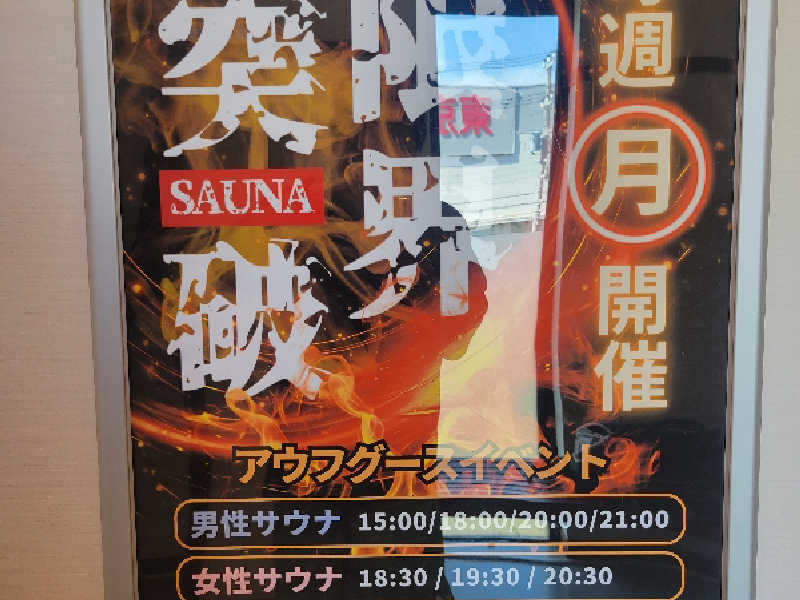 毎週月開催
限界
突破
SAUNA
アウフグースイベント
男性サウナ 15:00/18:00/20:00/21:00
女性サウナ 18:30 / 19:30 / 20:30